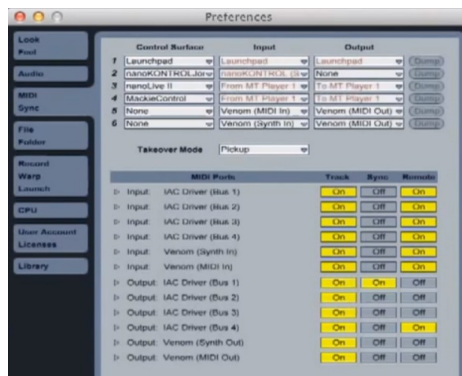 Preferences
Look
Feel
Audio
MIDI
Sync
File
Folder
Record
Warp
Launch
CPU
User Account
Licenses
Library
Control Surface Input Output
1 Launchpad Launchpad Launchpad (Dump)
2 nanoKONTROLJor nanoKONTROL (S None (Dump)
3 nanoLive II From MT Player 1 To MT Player 1 (Dump)
4 MackieControl From MT Player 1 To MT Player 1 (Dump)
5 None Venom (MIDI In) Venom (MIDI Out) (Dump)
6 None Venom (Synth In) Venom (MIDI Out) (Dump)
Takeover Mode Pickup
MIDI Ports Track Sync Remote
Input: IAC Driver (Bus 1) On Off On
Input: IAC Driver (Bus 2) On Off On
Input: IAC Driver (Bus 3) On Off On
Input: IAC Driver (Bus 4) On Off On
Input: Venom (Synth In) On Off On
Input: Venom (MIDI In) On Off On
Output: IAC Driver (Bus 1) On On Off
Output: IAC Driver (Bus 2) On Off Off
Output: IAC Driver (Bus 3) On Off Off
Output: IAC Driver (Bus 4) On Off On
Output: Venom (Synth Out) On Off Off
Output: Venom (MIDI Out) On Off Off